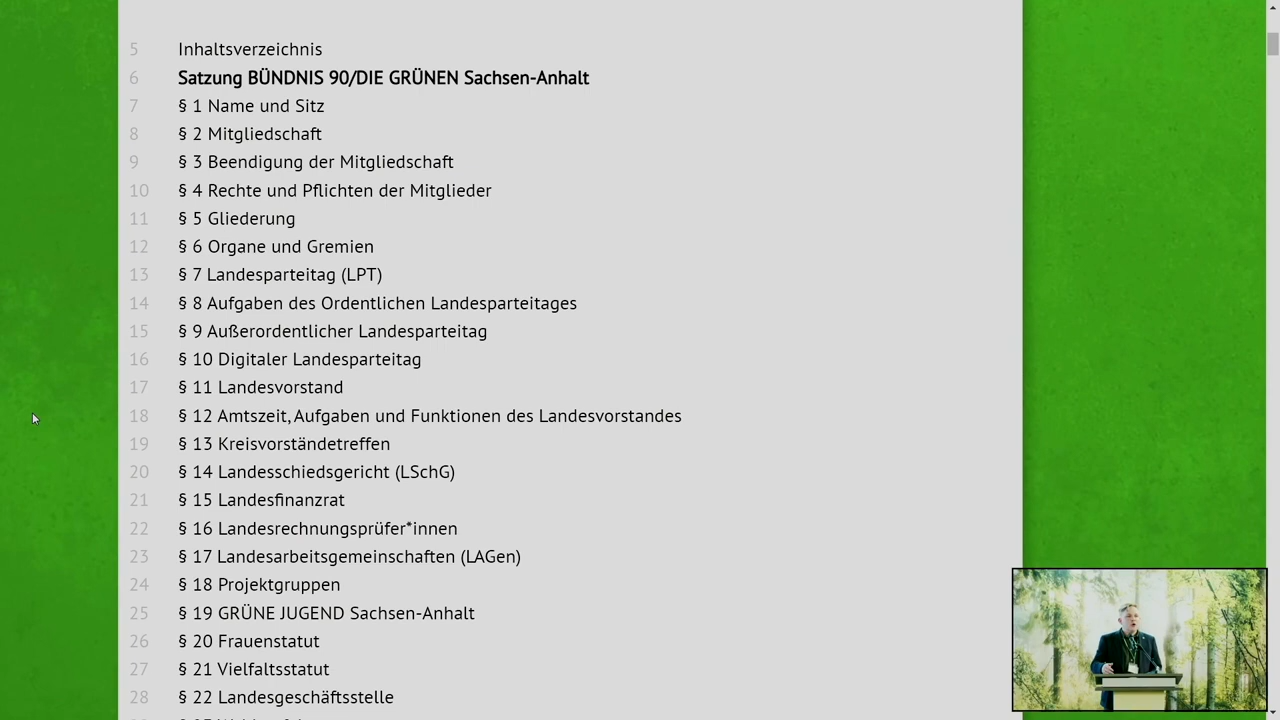 5 Inhaltsverzeichnis
6 Satzung BÜNDNIS 90/DIE GRÜNEN Sachsen-Anhalt
7 § 1 Name und Sitz
8 § 2 Mitgliedschaft
9 § 3 Beendigung der Mitgliedschaft
10 § 4 Rechte und Pflichten der Mitglieder
11 § 5 Gliederung
12 § 6 Organe und Gremien
13 § 7 Landesparteitag (LPT)
14 § 8 Aufgaben des Ordentlichen Landesparteitages
15 § 9 Außerordentlicher Landesparteitag
16 § 10 Digitaler Landesparteitag
17 § 11 Landesvorstand
18 § 12 Amtszeit, Aufgaben und Funktionen des Landesvorstandes
19 § 13 Kreisvorständetreffen
20 § 14 Landesschiedsgericht (LSchG)
21 § 15 Landesfinanzrat
22 § 16 Landesrechnungsprüfer*innen
23 § 17 Landesarbeitsgemeinschaften (LAGen)
24 § 18 Projektgruppen
25 § 19 GRÜNE JUGEND Sachsen-Anhalt
26 § 20 Frauenstatut
27 § 21 Vielfaltsstatut
28 § 22 Landesgeschäftsstelle